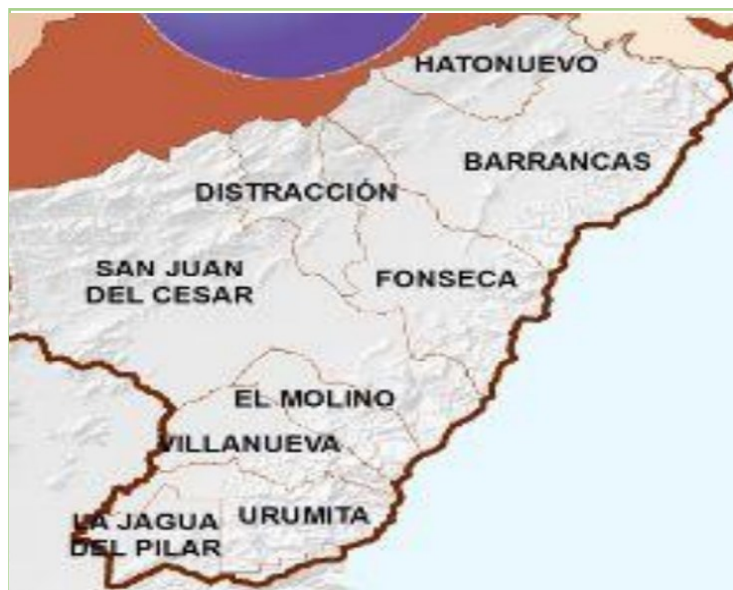 HATONUEVO
BARRANCAS
DISTRACCIÓN
SAN JUAN
DEL CESAR
FONSECA
EL MOLINO
VILLANUEVA
URUMITA
LA JAGUA
DEL PILAR